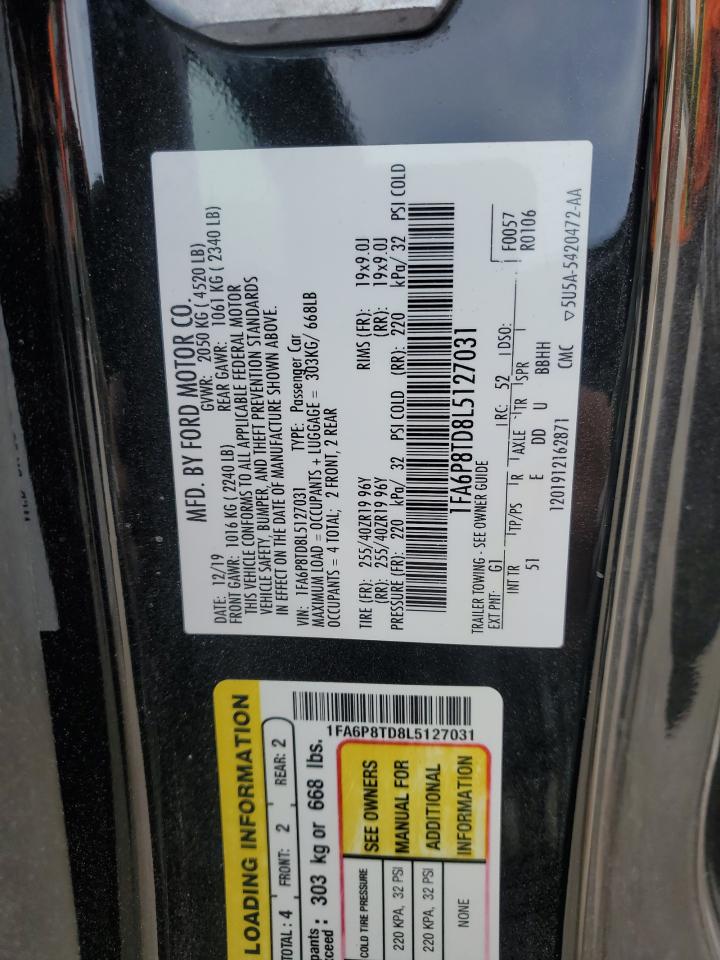 MFD. BY FORD MOTOR CO.
DATE: 12/19 GVWR: 2050 KG ( 4520 LB)
FRONT GAWR: 1016 KG ( 2240 LB) REAR GAWR: 1061 KG ( 2340 LB)
THIS VEHICLE CONFORMS TO ALL APPLICABLE FEDERAL MOTOR
VEHICLE SAFETY, BUMPER, AND THEFT PREVENTION STANDARDS
IN EFFECT ON THE DATE OF MANUFACTURE SHOWN ABOVE.
VIN: 1FA6P8TD8L5127031 TYPE: Passenger Car
MAXIMUM LOAD = OCCUPANTS + LUGGAGE = 303KG/ 668LB
OCCUPANTS = 4 TOTAL; 2 FRONT, 2 REAR
TIRE (FR): 255/40ZR19 96Y RIMS (FR): 19x9.0J
(RR): 255/40ZR19 96Y (RR): 19x9.0J
PRESSURE (FR): 220 kPa/ 32 PSI COLD (RR): 220 kPa/ 32 PSI COLD
1FA6P8TD8L5127031
TRAILER TOWING - SEE OWNER GUIDE
EXT PNT: G1 RC: 52 DSO: F0057
INT TR TP/PS R AXLE TR SPR R0106
51 E DD U BBHH
1201912162871 CMC ▽5U5A-5420472-AA
LOADING INFORMATION
TOTAL : 4 FRONT: 2 REAR: 2
pants :
xceed : 303 kg or 668 lbs.
1FA6P8TD8L5127031
COLD TIRE PRESSURE
220 KPA, 32 PSI
220 KPA, 32 PSI
NONE
SEE OWNERS
MANUAL FOR
ADDITIONAL
INFORMATION